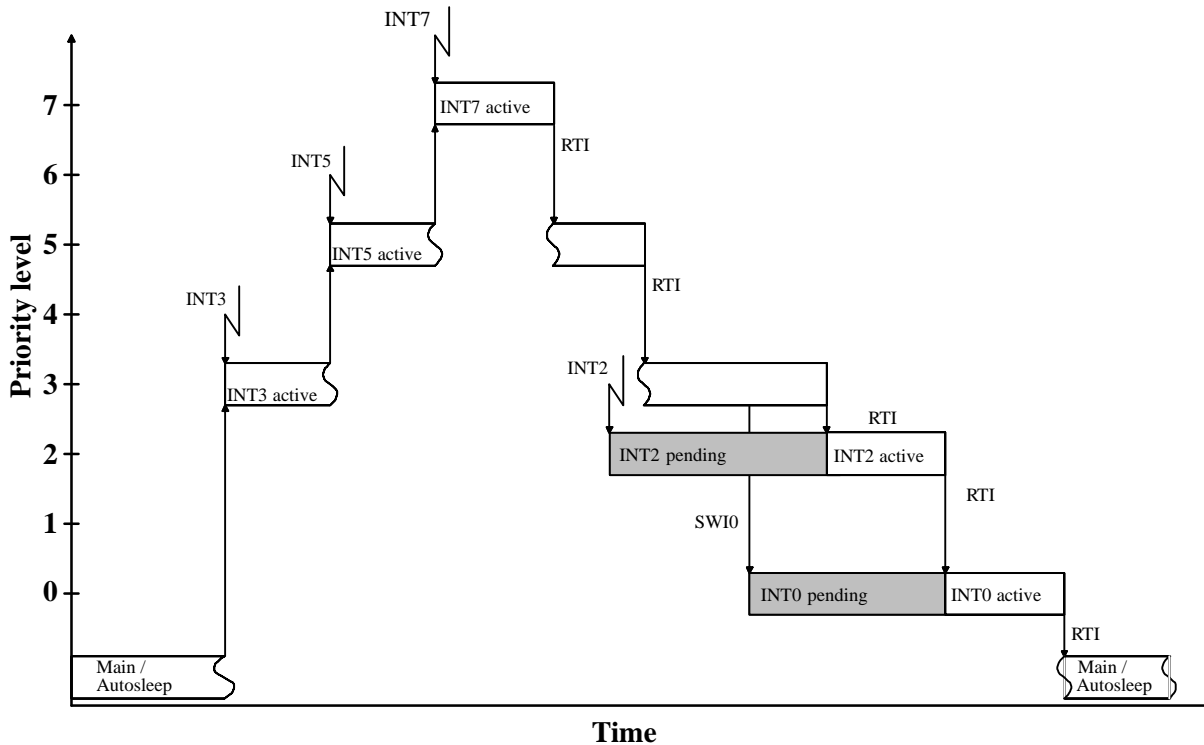 INT7
7
INT7 active
RTI
INT5
6
5
INT5 active
RTI
INT3
4
INT2
3
INT3 active
RTI
2
INT2 pending
INT2 active
RTI
1
SWI0
0
INT0 pending
INT0 active
RTI
Main /
Autosleep
Main /
Autosleep
Priority level
Time